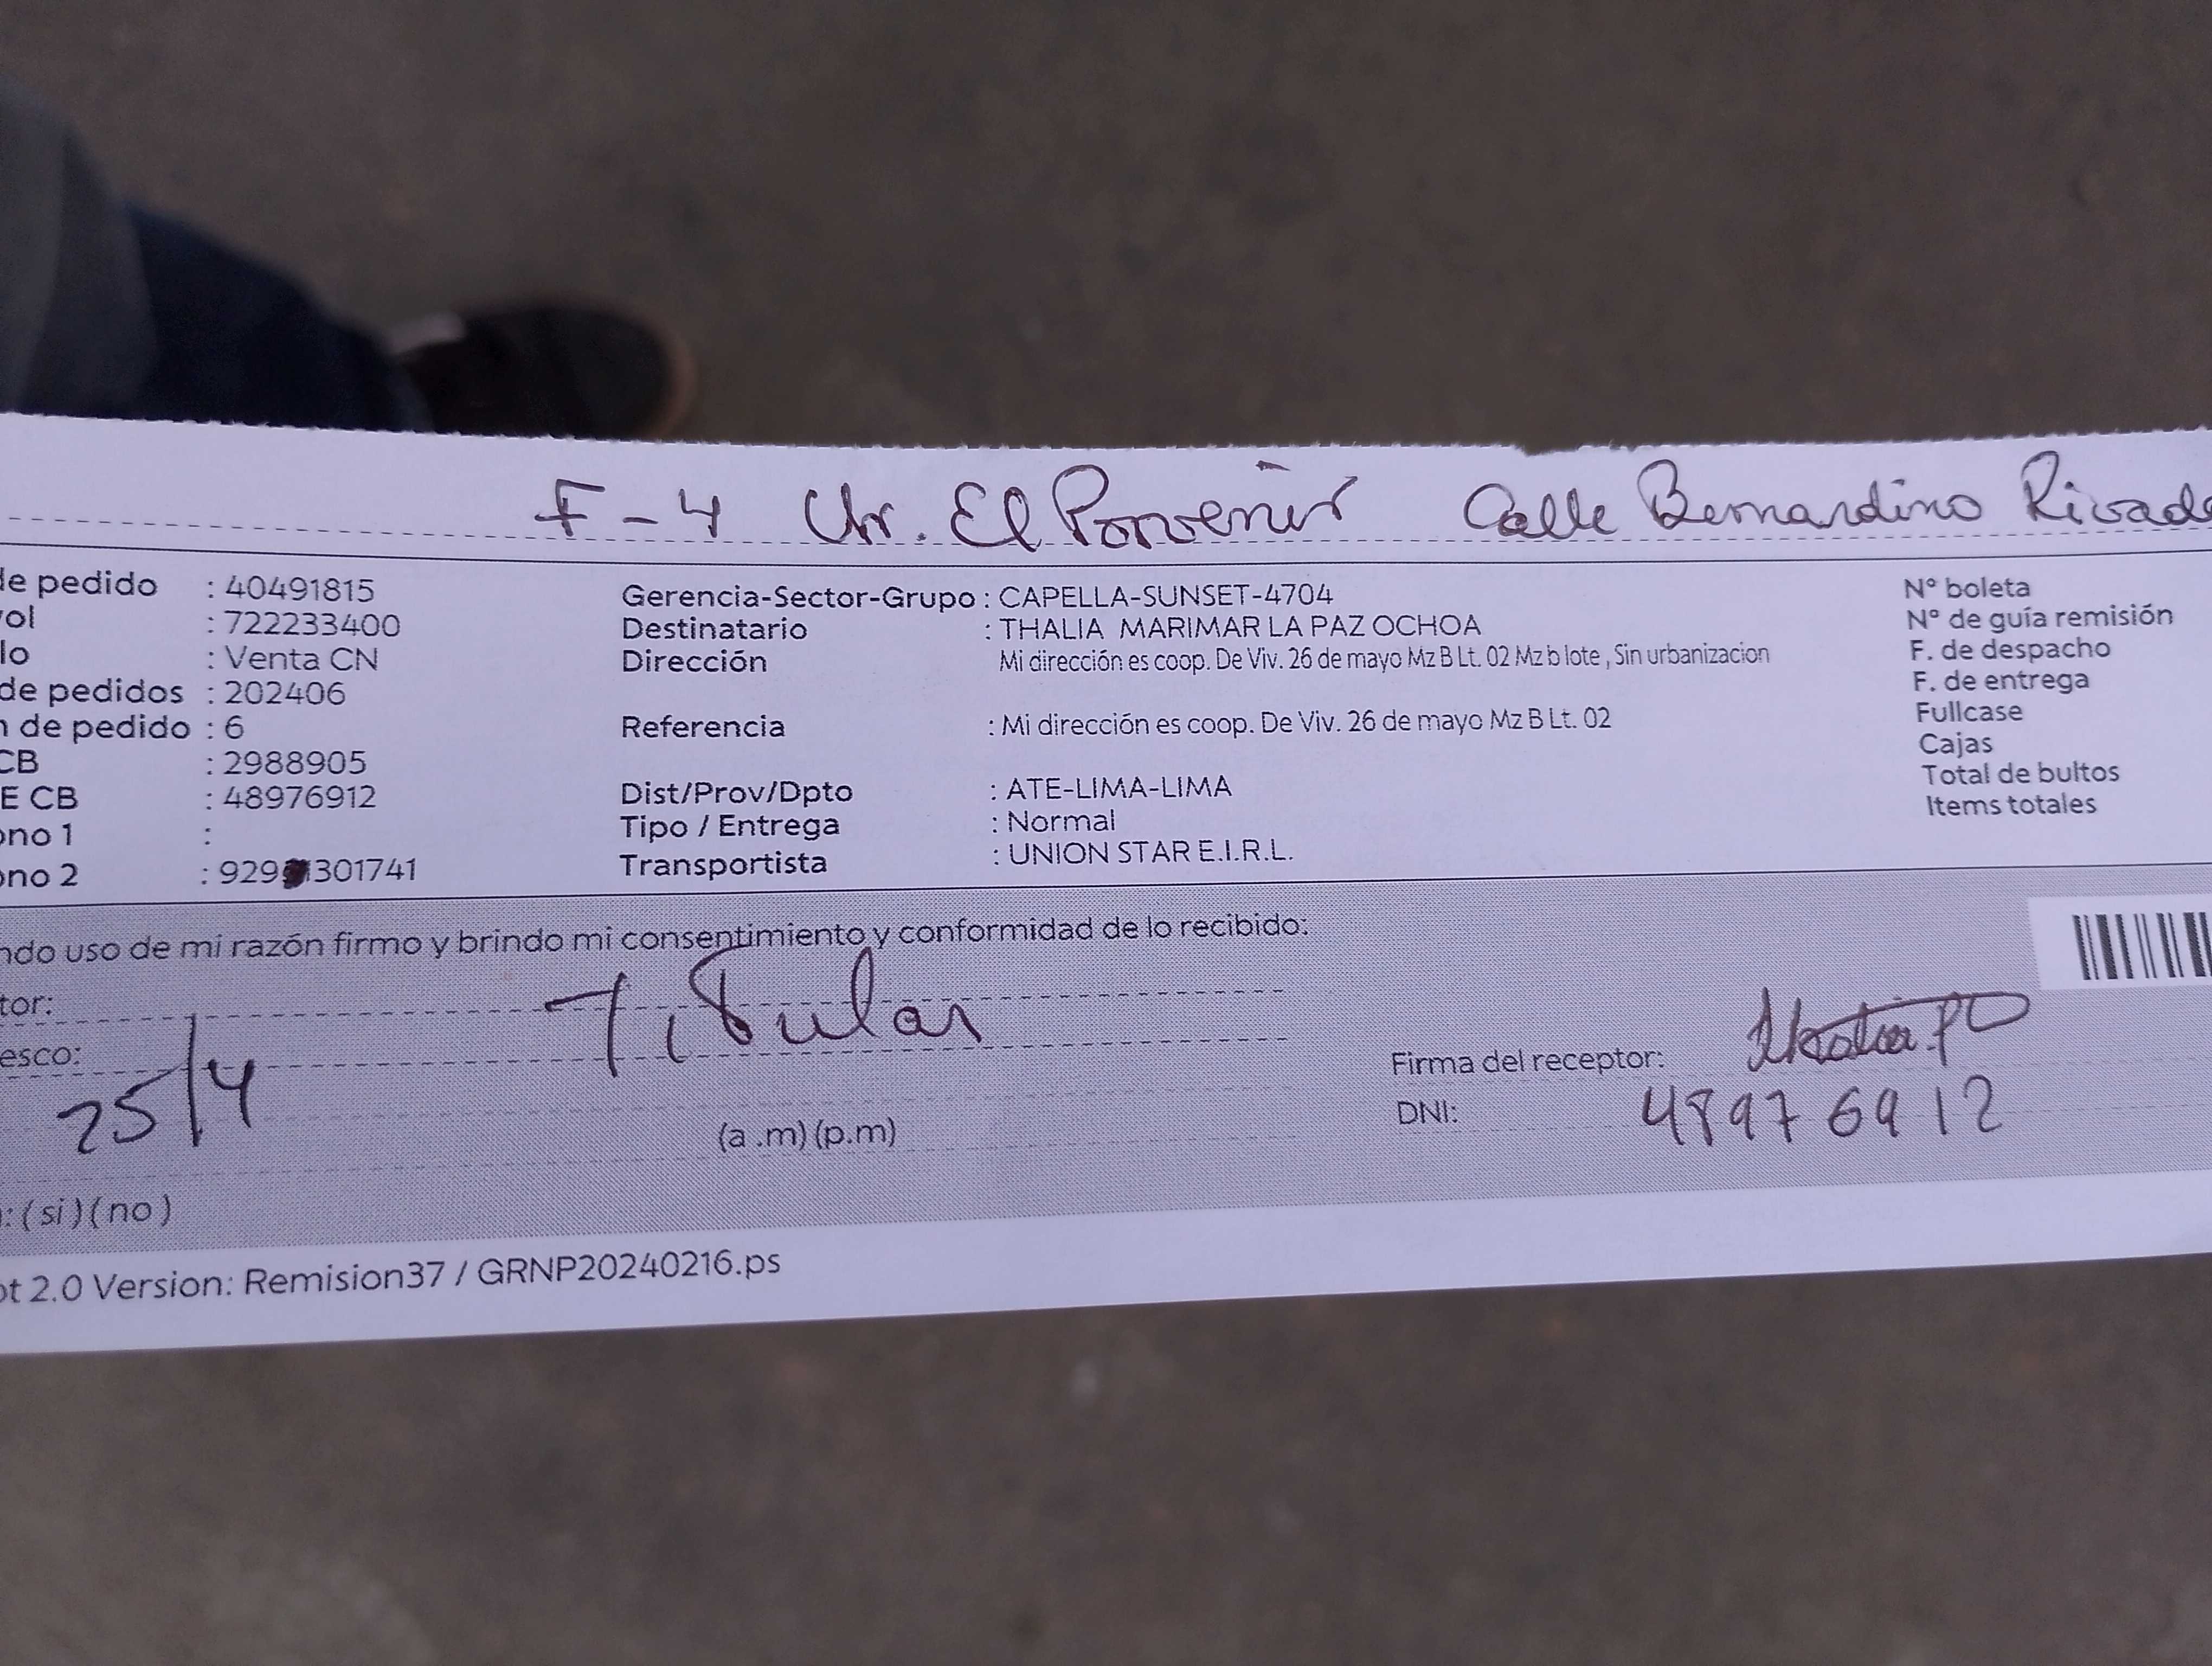 F-4 Ur. El Porvenir Calle Bernardino Rivade
de pedido : 40491815
rol : 722233400
lo : Venta CN
de pedidos : 202406
n de pedido : 6
CB : 2988905
E CB : 48976912
ono 1 :
ono 2 : 929 301741
Gerencia-Sector-Grupo : CAPELLA-SUNSET-4704
Destinatario : THALIA MARIMAR LA PAZ OCHOA
Dirección Mi dirección es coop. De Viv. 26 de mayo Mz B Lt. 02 Mz b lote , Sin urbanizacion
Referencia : Mi dirección es coop. De Viv. 26 de mayo Mz B Lt. 02
Dist/Prov/Dpto : ATE-LIMA-LIMA
Tipo / Entrega : Normal
Transportista : UNION STAR E.I.R.L.
N° boleta
N° de guía remisión
F. de despacho
F. de entrega
Fullcase
Cajas
Total de bultos
Items totales
ndo uso de mi razón firmo y brindo mi consentimiento y conformidad de lo recibido:
tor:
Titular
esco:
25/4
(a .m) (p.m)
Firma del receptor:
DNI: 48976912
: ( si ) ( no )
ot 2.0 Version: Remision37 / GRNP20240216.ps